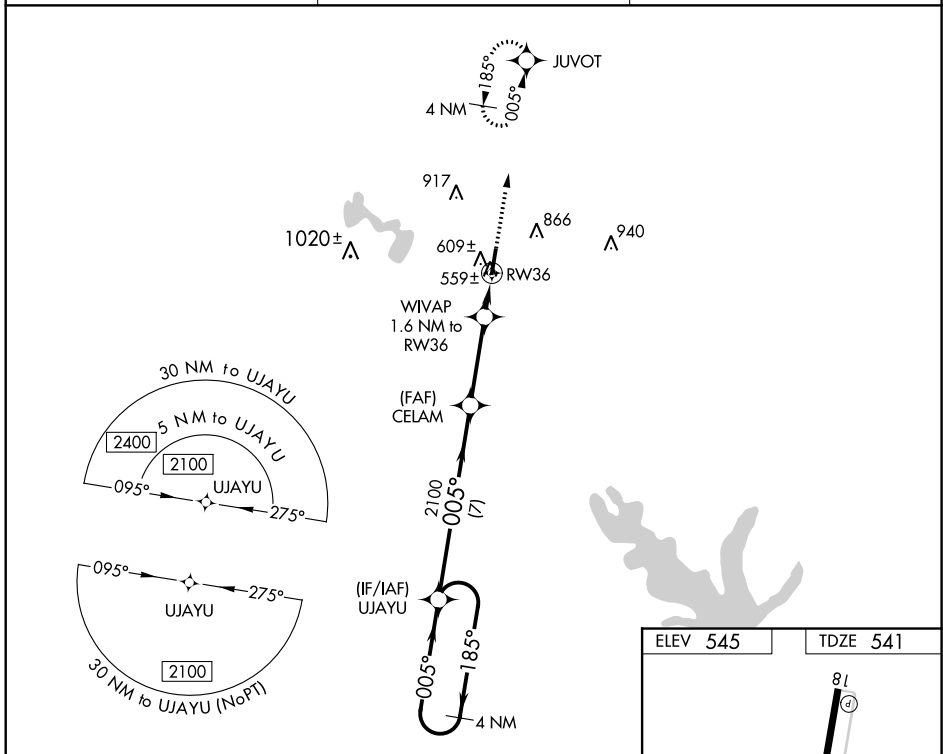 JUVOT
185°
005°
4 NM
917
866
940
1020±
609±
559±
RW36
WIVAP
1.6 NM to
RW36
(FAF)
CELAM
30 NM to UJAYU
5 NM to UJAYU
2400
2100
UJAYU
095°
275°
2100
005°
(7)
095°
275°
UJAYU
2100
30 NM to UJAYU (NoPT)
(IF/IAF)
UJAYU
005°
185°
4 NM
ELEV 545
TDZE 541
18
P